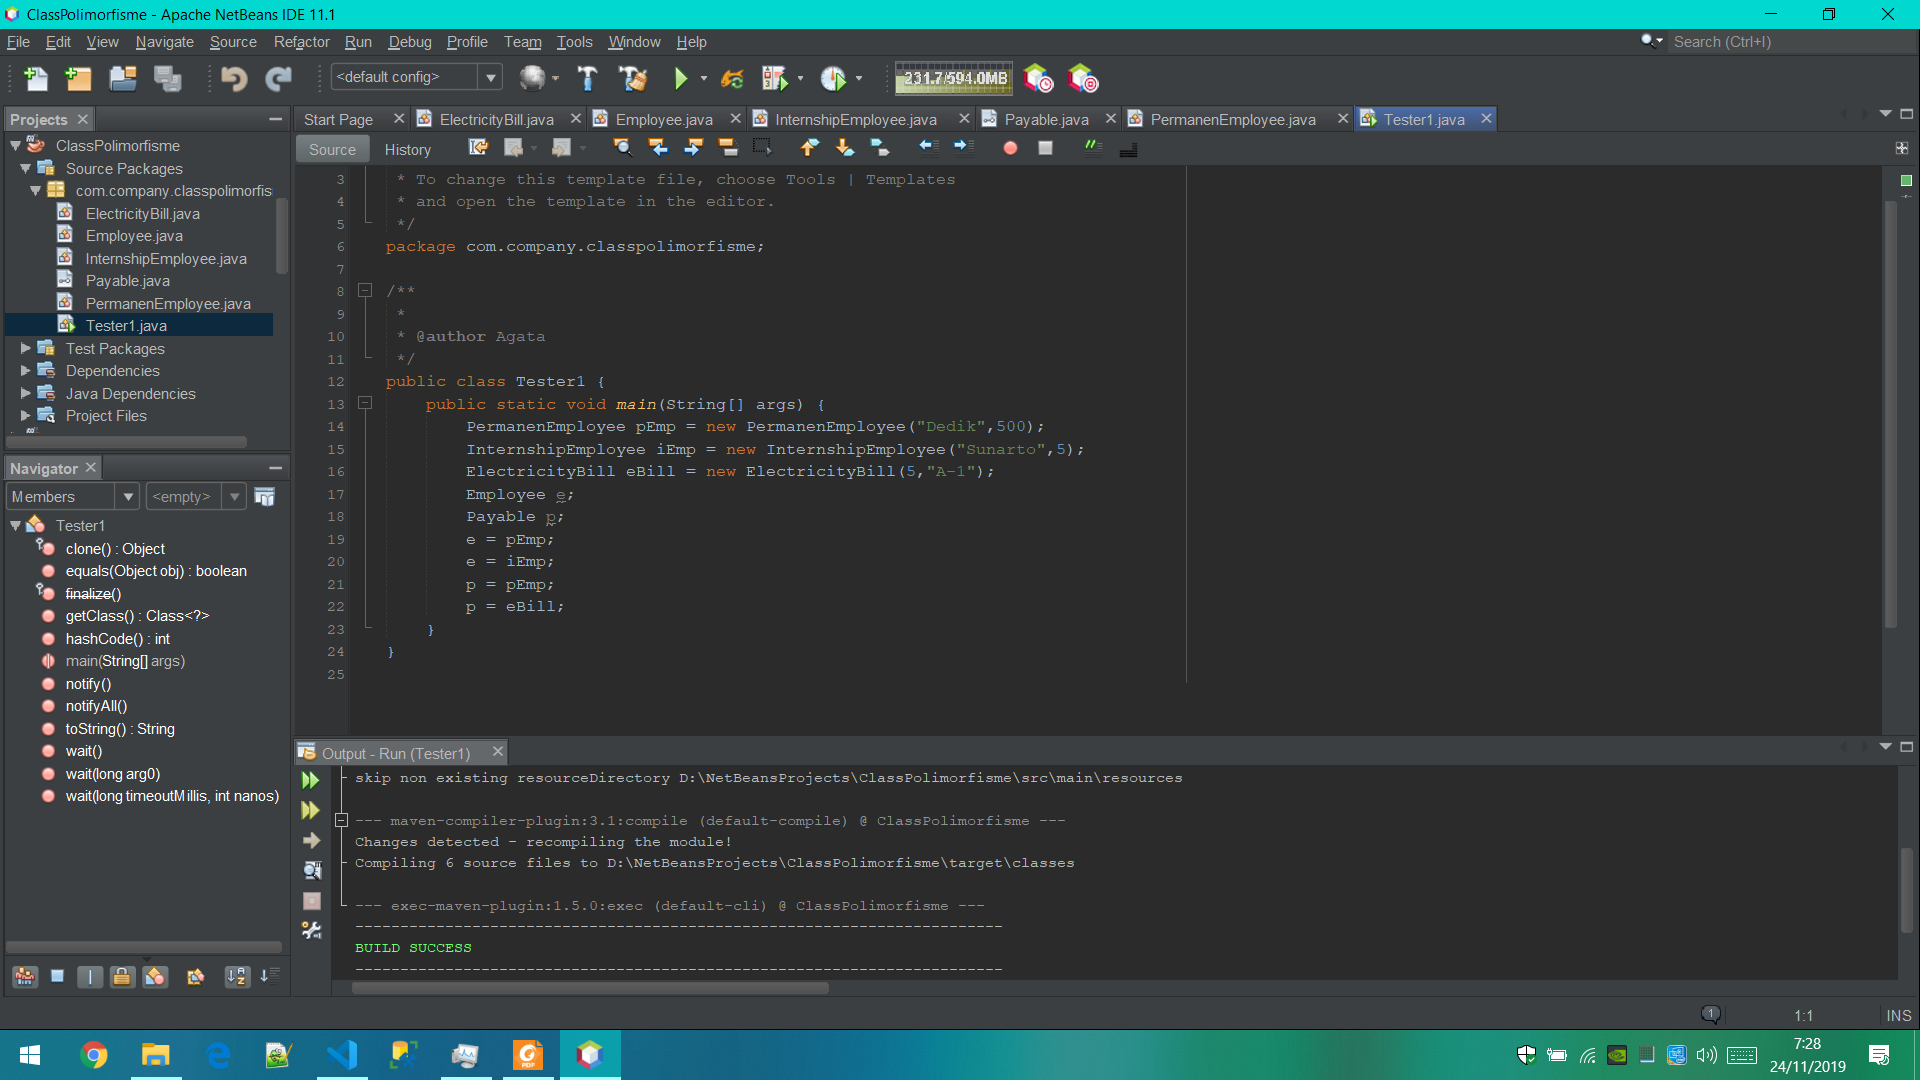 ClassPolimorfisme - Apache NetBeans IDE 11.1
File Edit View Navigate Source Refactor Run Debug Profile Team Tools Window Help
Search (Ctrl+I)
<default config>
231.7/594.0MB
Projects
ClassPolimorfisme
Source Packages
com.company.classpolimorfis
ElectricityBill.java
Employee.java
InternshipEmployee.java
Payable.java
PermanenEmployee.java
Tester1.java
Test Packages
Dependencies
Java Dependencies
Project Files
Navigator
Members
<empty>
Tester1
clone() : Object
equals(Object obj) : boolean
finalize()
getClass() : Class<?>
hashCode() : int
main(String[] args)
notify()
notifyAll()
toString() : String
wait()
wait(long arg0)
wait(long timeoutMillis, int nanos)
Start Page ElectricityBill.java Employee.java InternshipEmployee.java Payable.java PermanenEmployee.java Tester1.java
Source History
3 * To change this template file, choose Tools | Templates
4 * and open the template in the editor.
5 */
6 package com.company.classpolimorfisme;
7
8 /**
9 *
10 * @author Agata
11 */
12 public class Tester1 {
13 public static void main(String[] args) {
14 PermanenEmployee pEmp = new PermanenEmployee("Dedik",500);
15 InternshipEmployee iEmp = new InternshipEmployee("Sunarto",5);
16 ElectricityBill eBill = new ElectricityBill(5,"A-1");
17 Employee e;
18 Payable p;
19 e = pEmp;
20 e = iEmp;
21 p = pEmp;
22 p = eBill;
23 }
24 }
25
Output - Run (Tester1)
skip non existing resourceDirectory D:\NetBeansProjects\ClassPolimorfisme\src\main\resources
--- maven-compiler-plugin:3.1:compile (default-compile) @ ClassPolimorfisme ---
Changes detected - recompiling the module!
Compiling 6 source files to D:\NetBeansProjects\ClassPolimorfisme\target\classes
--- exec-maven-plugin:1.5.0:exec (default-cli) @ ClassPolimorfisme ---
------------------------------------------------------------------------
BUILD SUCCESS
------------------------------------------------------------------------
1
1:1
INS
7:28
24/11/2019